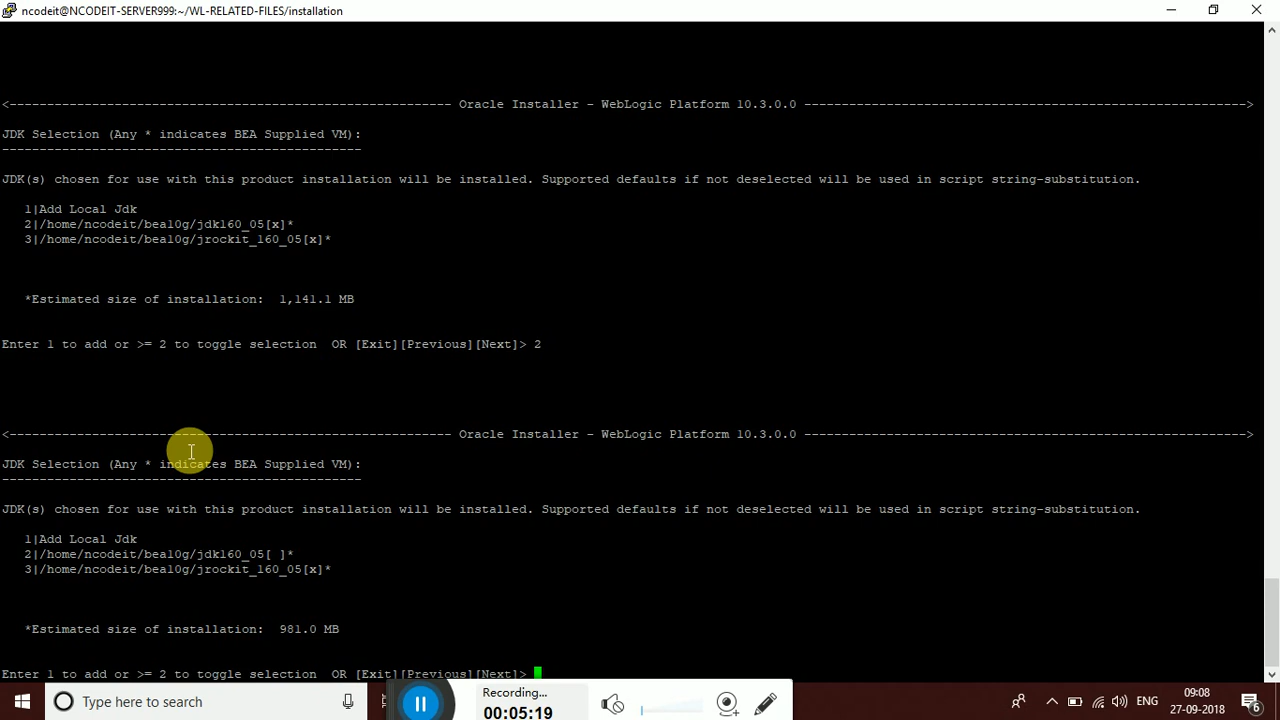 ncodeit@NCODEIT-SERVER999:~/WL-RELATED-FILES/installation
<---------------------------------------------------------- Oracle Installer - WebLogic Platform 10.3.0.0 ---------------------------------------------------------->
JDK Selection (Any * indicates BEA Supplied VM):
------------------------------------------------
JDK(s) chosen for use with this product installation will be installed. Supported defaults if not deselected will be used in script string-substitution.
1|Add Local Jdk
2|/home/ncodeit/bea10g/jdk160_05[x]*
3|/home/ncodeit/bea10g/jrockit_160_05[x]*
*Estimated size of installation:  1,141.1 MB
Enter 1 to add or >= 2 to toggle selection  OR [Exit][Previous][Next]> 2
<---------------------------------------------------------- Oracle Installer - WebLogic Platform 10.3.0.0 ---------------------------------------------------------->
JDK Selection (Any * indicates BEA Supplied VM):
------------------------------------------------
JDK(s) chosen for use with this product installation will be installed. Supported defaults if not deselected will be used in script string-substitution.
1|Add Local Jdk
2|/home/ncodeit/bea10g/jdk160_05[ ]*
3|/home/ncodeit/bea10g/jrockit_160_05[x]*
*Estimated size of installation:  981.0 MB
Enter 1 to add or >= 2 to toggle selection  OR [Exit][Previous][Next]>
Type here to search
Recording...
00:05:19
ENG
09:08
27-09-2018
6